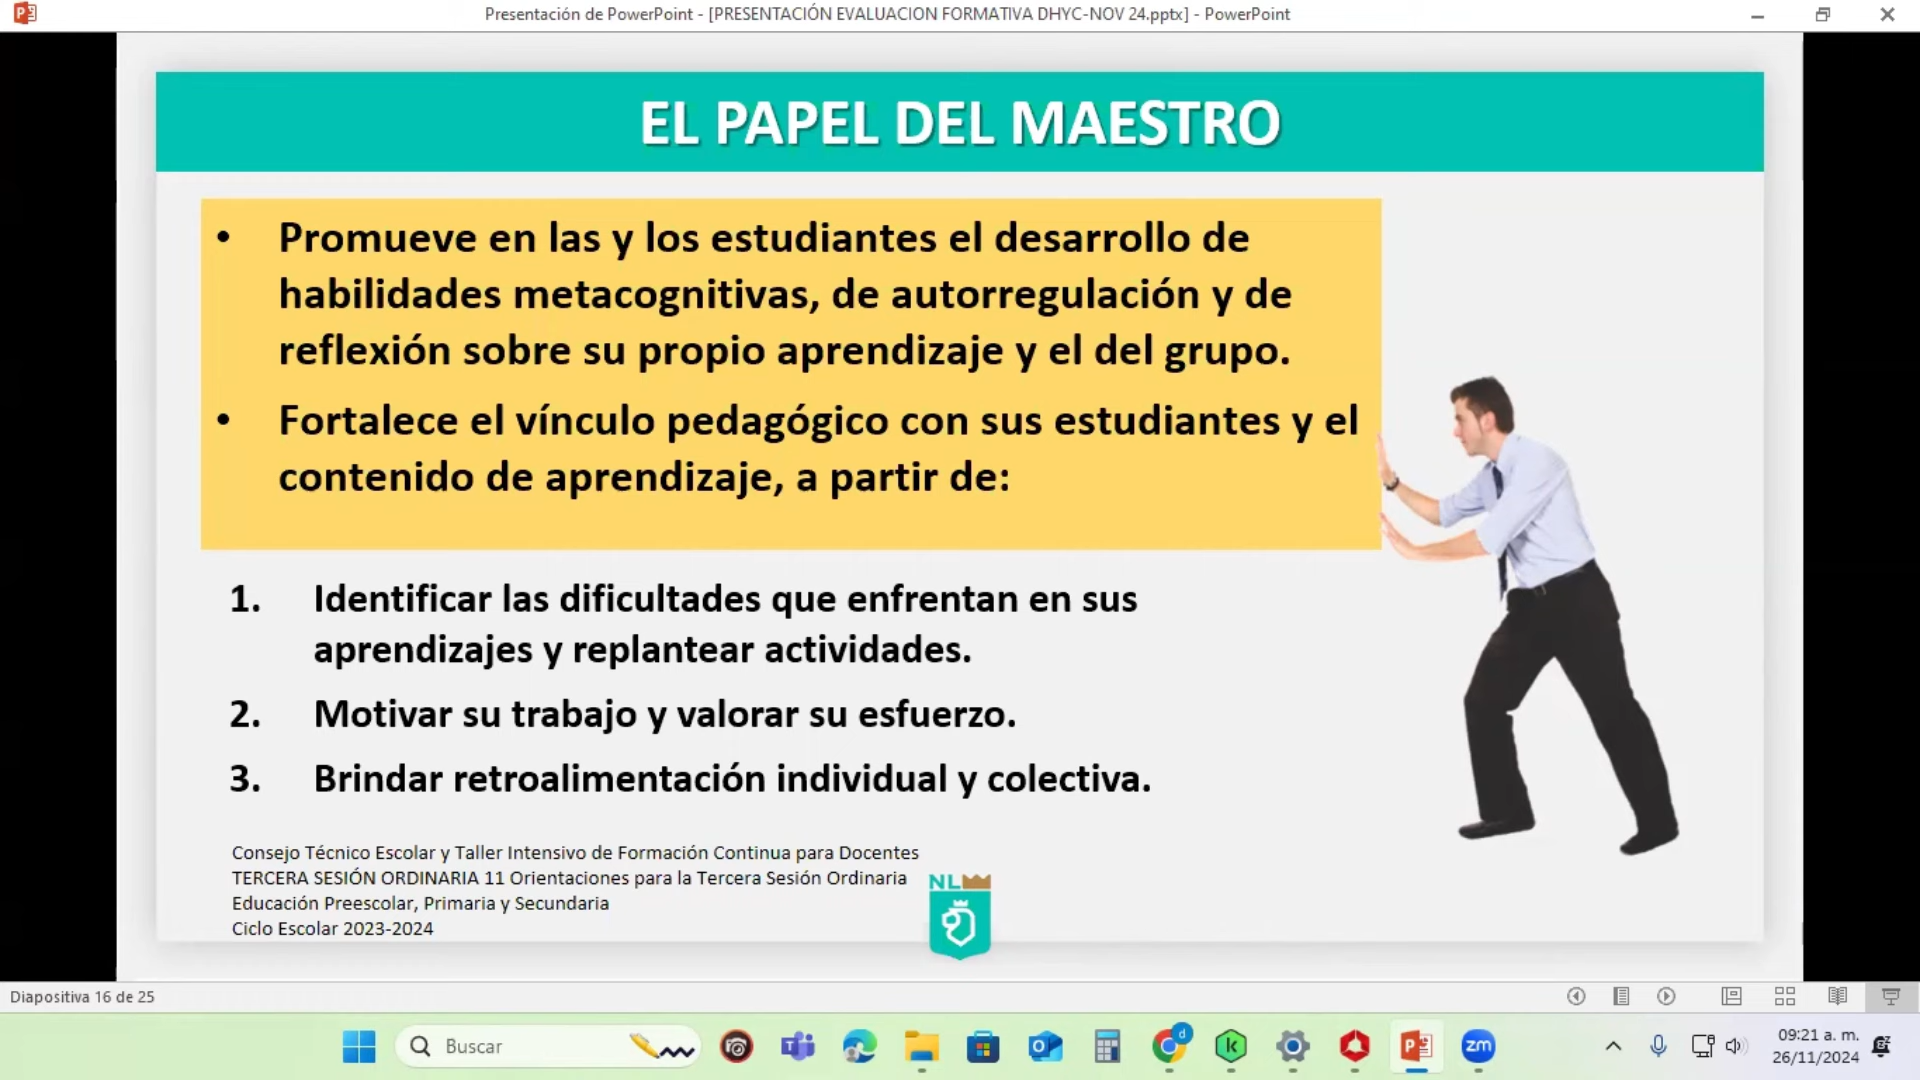 Presentación de PowerPoint - [PRESENTACIÓN EVALUACION FORMATIVA DHYC-NOV 24.pptx] - PowerPoint
EL PAPEL DEL MAESTRO
• Promueve en las y los estudiantes el desarrollo de
habilidades metacognitivas, de autorregulación y de
reflexión sobre su propio aprendizaje y el del grupo.
• Fortalece el vínculo pedagógico con sus estudiantes y el
contenido de aprendizaje, a partir de:
1. Identificar las dificultades que enfrentan en sus
aprendizajes y replantear actividades.
2. Motivar su trabajo y valorar su esfuerzo.
3. Brindar retroalimentación individual y colectiva.
Consejo Técnico Escolar y Taller Intensivo de Formación Continua para Docentes
TERCERA SESIÓN ORDINARIA 11 Orientaciones para la Tercera Sesión Ordinaria
Educación Preescolar, Primaria y Secundaria
Ciclo Escolar 2023-2024
NL
Diapositiva 16 de 25
Buscar
d
k
zm
09:21 a. m.
26/11/2024